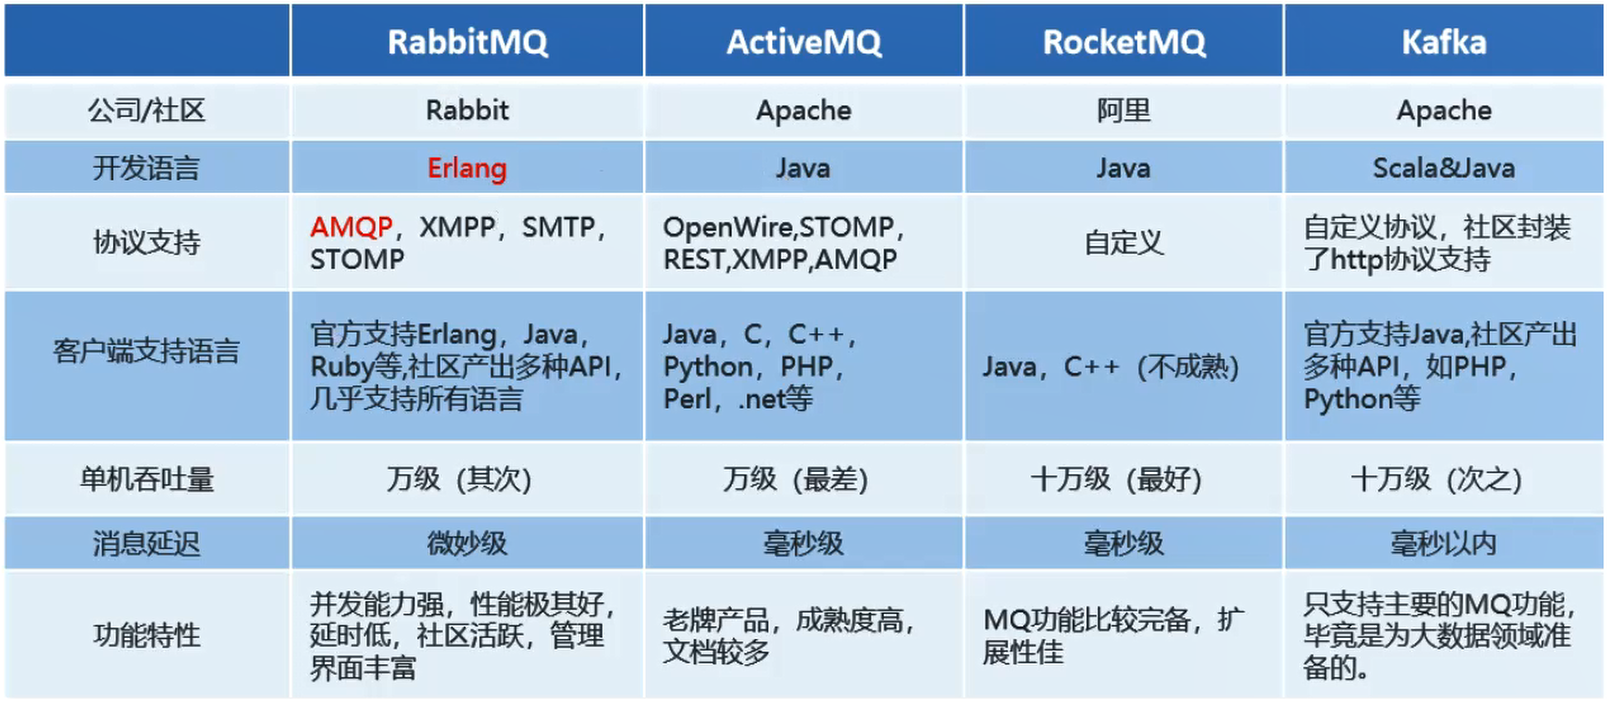 RabbitMQ ActiveMQ RocketMQ Kafka
公司/社区 Rabbit Apache 阿里 Apache
开发语言 Erlang Java Java Scala&Java
协议支持
AMQP，XMPP，SMTP，
STOMP
OpenWire,STOMP，
REST,XMPP,AMQP
自定义
自定义协议，社区封装
了http协议支持
客户端支持语言
官方支持Erlang，Java，
Ruby等,社区产出多种API，
几乎支持所有语言
Java，C，C++，
Python，PHP，
Perl，.net等
Java，C++（不成熟）
官方支持Java,社区产出
多种API，如PHP，
Python等
单机吞吐量 万级（其次） 万级（最差） 十万级（最好） 十万级（次之）
消息延迟 微妙级 毫秒级 毫秒级 毫秒以内
功能特性
并发能力强，性能极其好，
延时低，社区活跃，管理
界面丰富
老牌产品，成熟度高，
文档较多
MQ功能比较完备，扩
展性佳
只支持主要的MQ功能，
毕竟是为大数据领域准
备的。